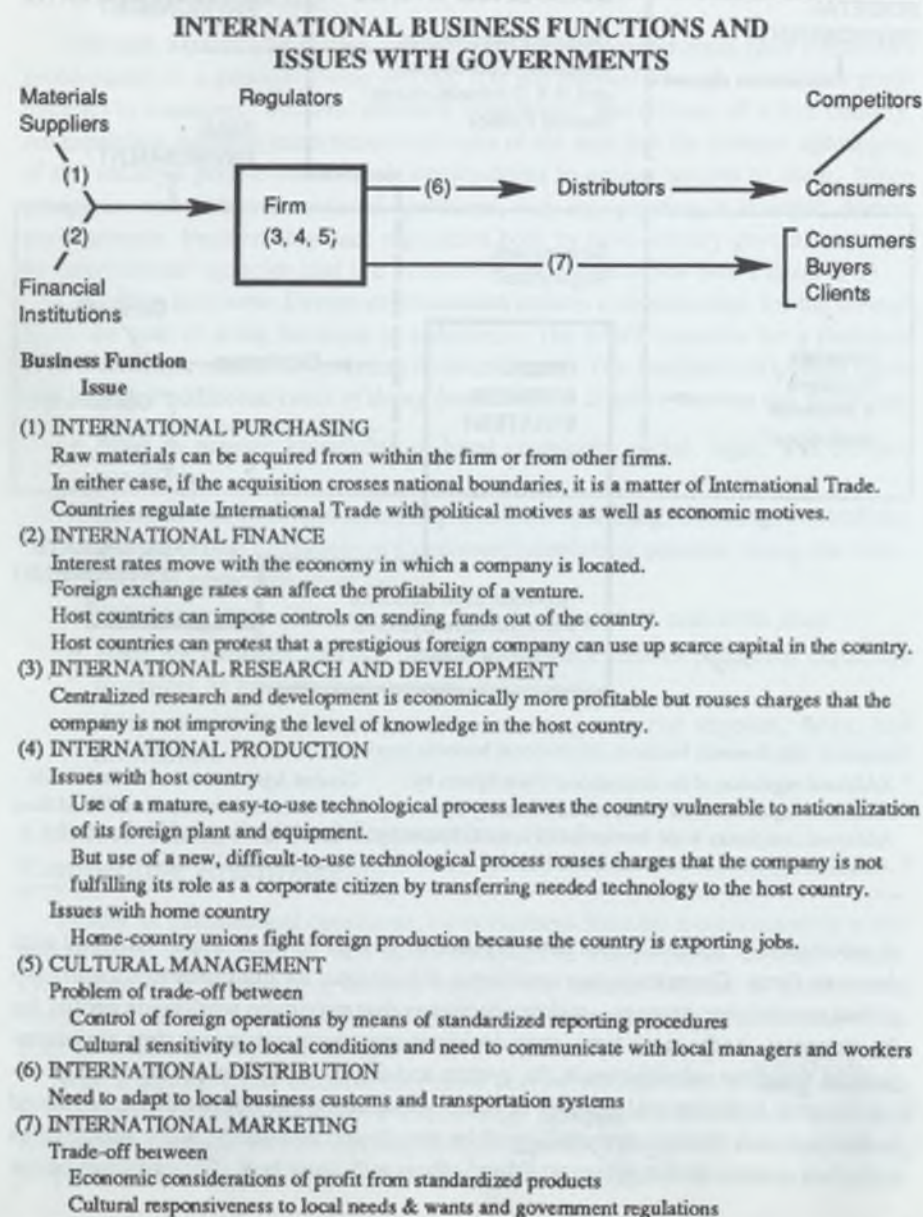 INTERNATIONAL BUSINESS FUNCTIONS AND
ISSUES WITH GOVERNMENTS
Materials
Suppliers
Regulators
Competitors
(1)
(6)
Distributors
Consumers
Firm
(3, 4, 5)
(2)
(7)
Consumers
Buyers
Clients
Financial
Institutions
Business Function
Issue
(1) INTERNATIONAL PURCHASING
Raw materials can be acquired from within the firm or from other firms.
In either case, if the acquisition crosses national boundaries, it is a matter of International Trade.
Countries regulate International Trade with political motives as well as economic motives.
(2) INTERNATIONAL FINANCE
Interest rates move with the economy in which a company is located.
Foreign exchange rates can affect the profitability of a venture.
Host countries can impose controls on sending funds out of the country.
Host countries can protest that a prestigious foreign company can use up scarce capital in the country.
(3) INTERNATIONAL RESEARCH AND DEVELOPMENT
Centralized research and development is economically more profitable but rouses charges that the
company is not improving the level of knowledge in the host country.
(4) INTERNATIONAL PRODUCTION
Issues with host country
Use of a mature, easy-to-use technological process leaves the country vulnerable to nationalization
of its foreign plant and equipment.
But use of a new, difficult-to-use technological process rouses charges that the company is not
fulfilling its role as a corporate citizen by transferring needed technology to the host country.
Issues with home country
Home-country unions fight foreign production because the country is exporting jobs.
(5) CULTURAL MANAGEMENT
Problem of trade-off between
Control of foreign operations by means of standardized reporting procedures
Cultural sensitivity to local conditions and need to communicate with local managers and workers
(6) INTERNATIONAL DISTRIBUTION
Need to adapt to local business customs and transportation systems
(7) INTERNATIONAL MARKETING
Trade-off between
Economic considerations of profit from standardized products
Cultural responsiveness to local needs & wants and government regulations